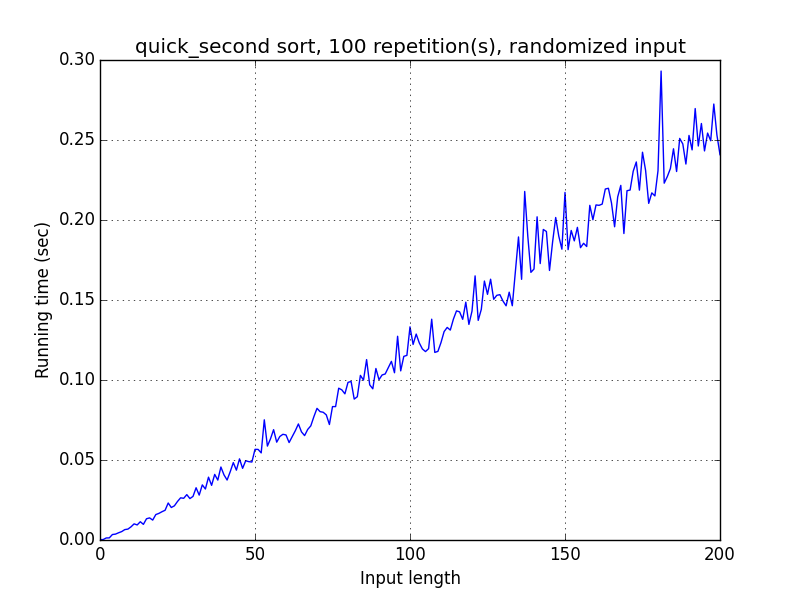 quick_second sort, 100 repetition(s), randomized input
0.30
0.25
0.20
0.15
0.10
0.05
0.00
Running time (sec)
0 50 100 150 200
Input length